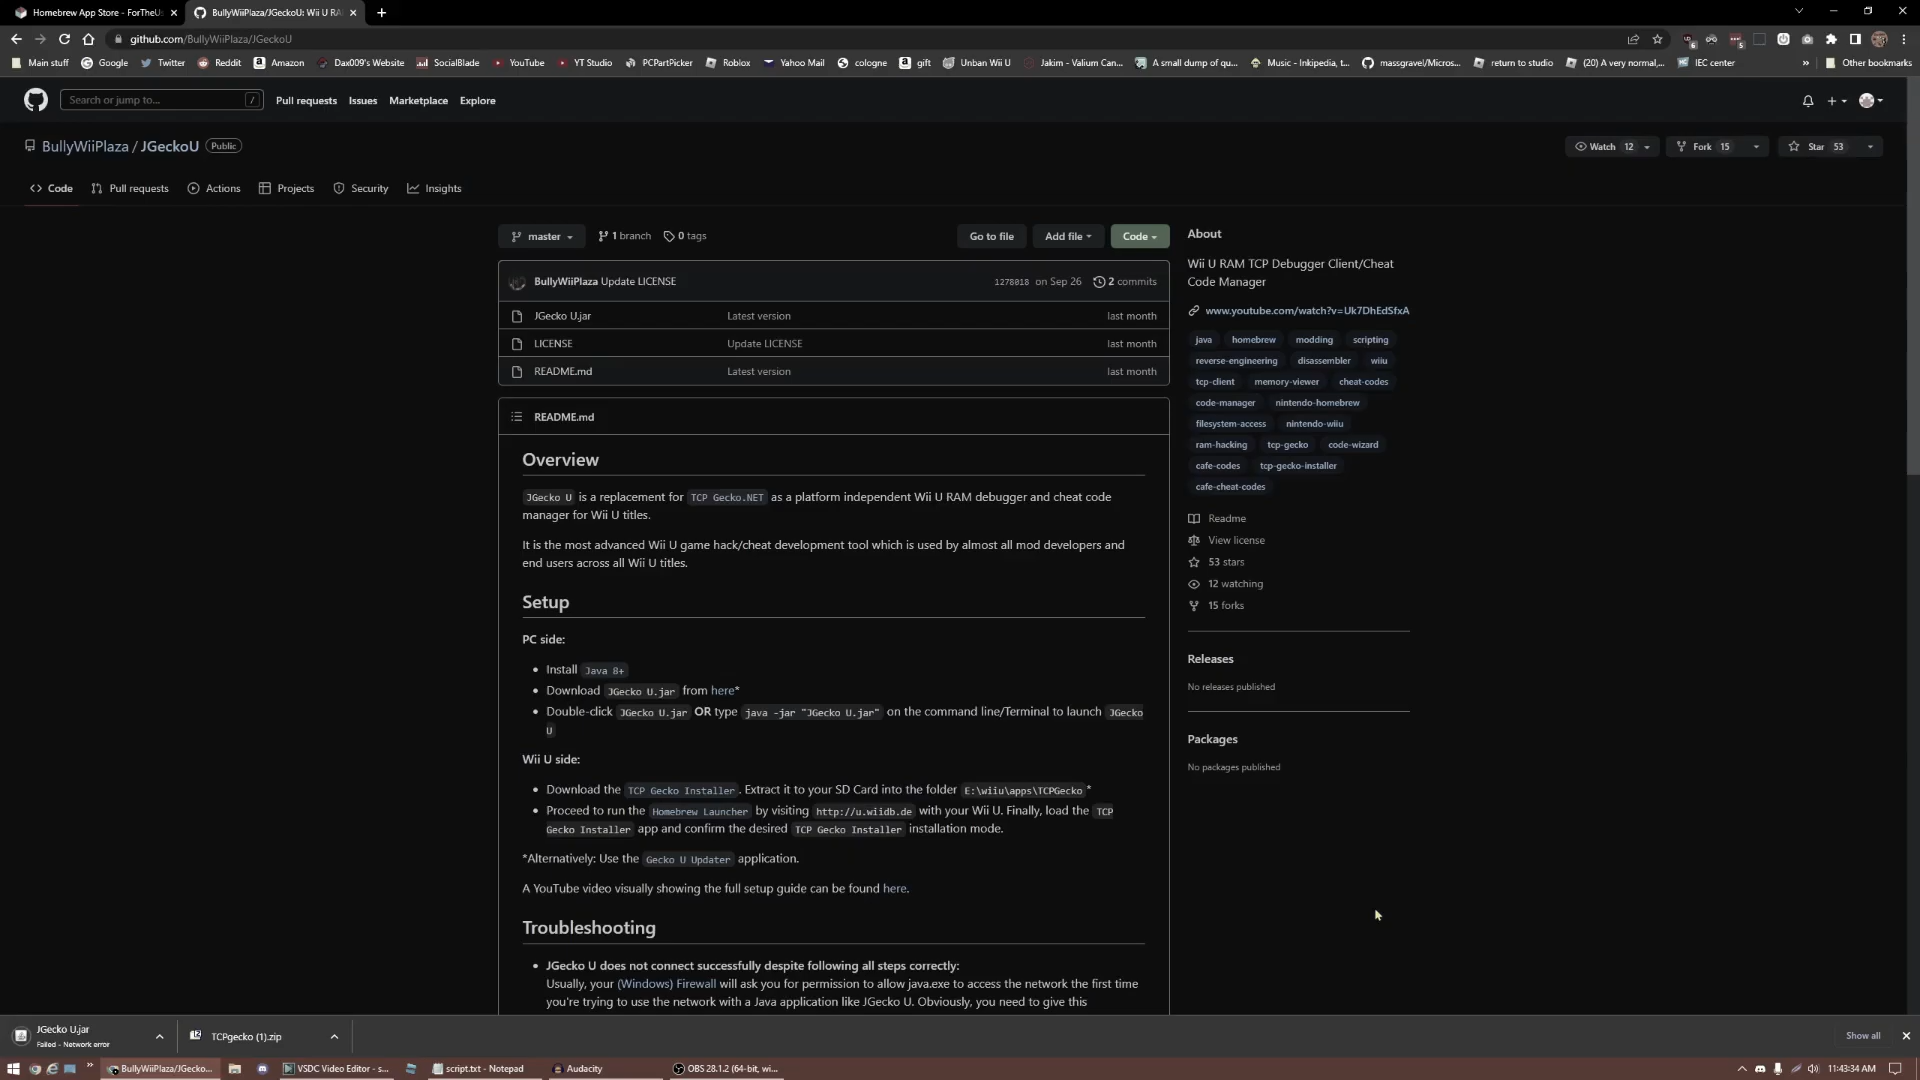 Homebrew App Store - ForTheUs
BullyWiiPlaza/JGeckoU: Wii U RA
github.com/BullyWiiPlaza/JGeckoU
Main stuff
Google
Twitter
Reddit
Amazon
Dax009's Website
SocialBlade
YouTube
YT Studio
PCPartPicker
Roblox
Yahoo Mail
cologne
gift
Unban Wii U
Jakim - Valium Can...
A small dump of qu...
Music - Inkipedia, t...
massgravel/Micros...
return to studio
(20) A very normal,...
IEC center
Other bookmarks
Search or jump to...
/
Pull requests
Issues
Marketplace
Explore
BullyWiiPlaza / JGeckoU
Public
Watch 12
Fork 15
Star 53
Code
Pull requests
Actions
Projects
Security
Insights
master
1 branch
0 tags
Go to file
Add file
Code
BullyWiiPlaza Update LICENSE
1278018 on Sep 26
2 commits
JGecko U.jar
Latest version
last month
LICENSE
Update LICENSE
last month
README.md
Latest version
last month
README.md
Overview
JGecko U is a replacement for TCP Gecko.NET as a platform independent Wii U RAM debugger and cheat code
manager for Wii U titles.
It is the most advanced Wii U game hack/cheat development tool which is used by almost all mod developers and
end users across all Wii U titles.
Setup
PC side:
Install Java 8+
Download JGecko U.jar from here*
Double-click JGecko U.jar OR type java -jar "JGecko U.jar" on the command line/Terminal to launch JGecko
U
Wii U side:
Download the TCP Gecko Installer. Extract it to your SD Card into the folder E:\wiiu\apps\TCPGecko*
Proceed to run the Homebrew Launcher by visiting http://u.wiidb.de with your Wii U. Finally, load the TCP
Gecko Installer app and confirm the desired TCP Gecko Installer installation mode.
*Alternatively: Use the Gecko U Updater application.
A YouTube video visually showing the full setup guide can be found here.
Troubleshooting
JGecko U does not connect successfully despite following all steps correctly:
Usually, your (Windows) Firewall will ask you for permission to allow java.exe to access the network the first time
you're trying to use the network with a Java application like JGecko U. Obviously, you need to give this
About
Wii U RAM TCP Debugger Client/Cheat
Code Manager
www.youtube.com/watch?v=Uk7DhEdSfxA
java homebrew modding scripting
reverse-engineering disassembler wiiu
tcp-client memory-viewer cheat-codes
code-manager nintendo-homebrew
filesystem-access nintendo-wiiu
ram-hacking tcp-gecko code-wizard
cafe-codes tcp-gecko-installer
cafe-cheat-codes
Readme
View license
53 stars
12 watching
15 forks
Releases
No releases published
Packages
No packages published
JGecko U.jar
Failed - Network error
TCPgecko (1).zip
Show all
BullyWiiPlaza/JGecko...
VSDC Video Editor - s...
script.txt - Notepad
Audacity
OBS 28.1.2 (64-bit, wi...
11:43:34 AM